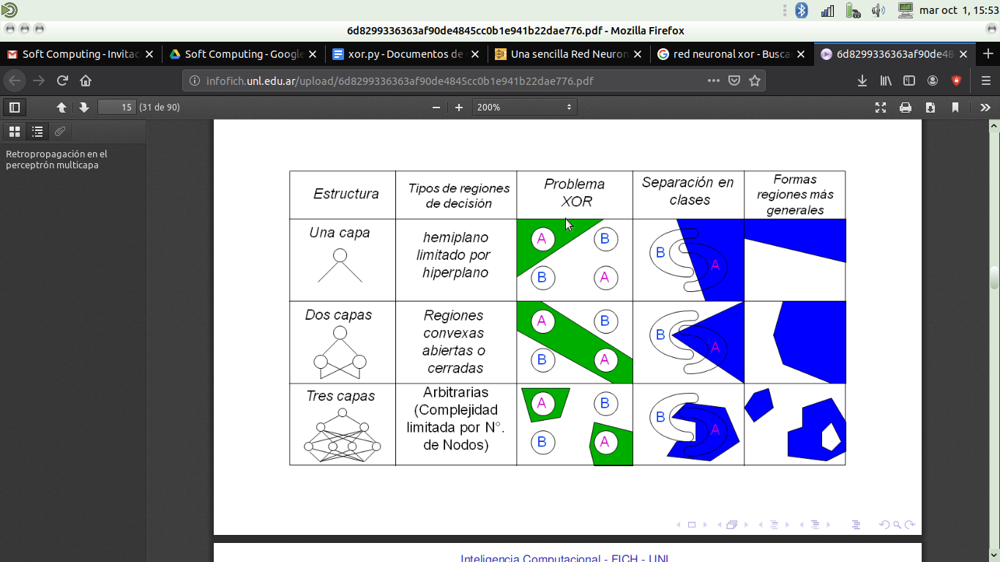 mar oct 1, 15:53
6d8299336363af90de4845cc0b1e941b22dae776.pdf - Mozilla Firefox
Soft Computing - Invitac
Soft Computing - Google
xor.py - Documentos de
Una sencilla Red Neuron
red neuronal xor - Busca
6d8299336363af90de48
infofich.unl.edu.ar/upload/6d8299336363af90de4845cc0b1e941b22dae776.pdf
15 (31 de 90)
200%
Retropropagación en el
perceptrón multicapa
Estructura
Tipos de regiones
de decisión
Problema
XOR
Separación en
clases
Formas
regiones más
generales
Una capa
hemiplano
limitado por
hiperplano
A B
B A
B A
Dos capas
Regiones
convexas
abiertas o
cerradas
A B
B A
B A
Tres capas
Arbitrarias
(Complejidad
limitada por N°.
de Nodos)
A B
B A
B A
Inteligencia Computacional - FICH - UNL